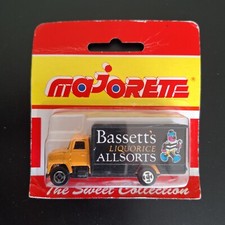 majorette
Bassett's
LIQUORICE
ALLSORTS
The Sweet Collection